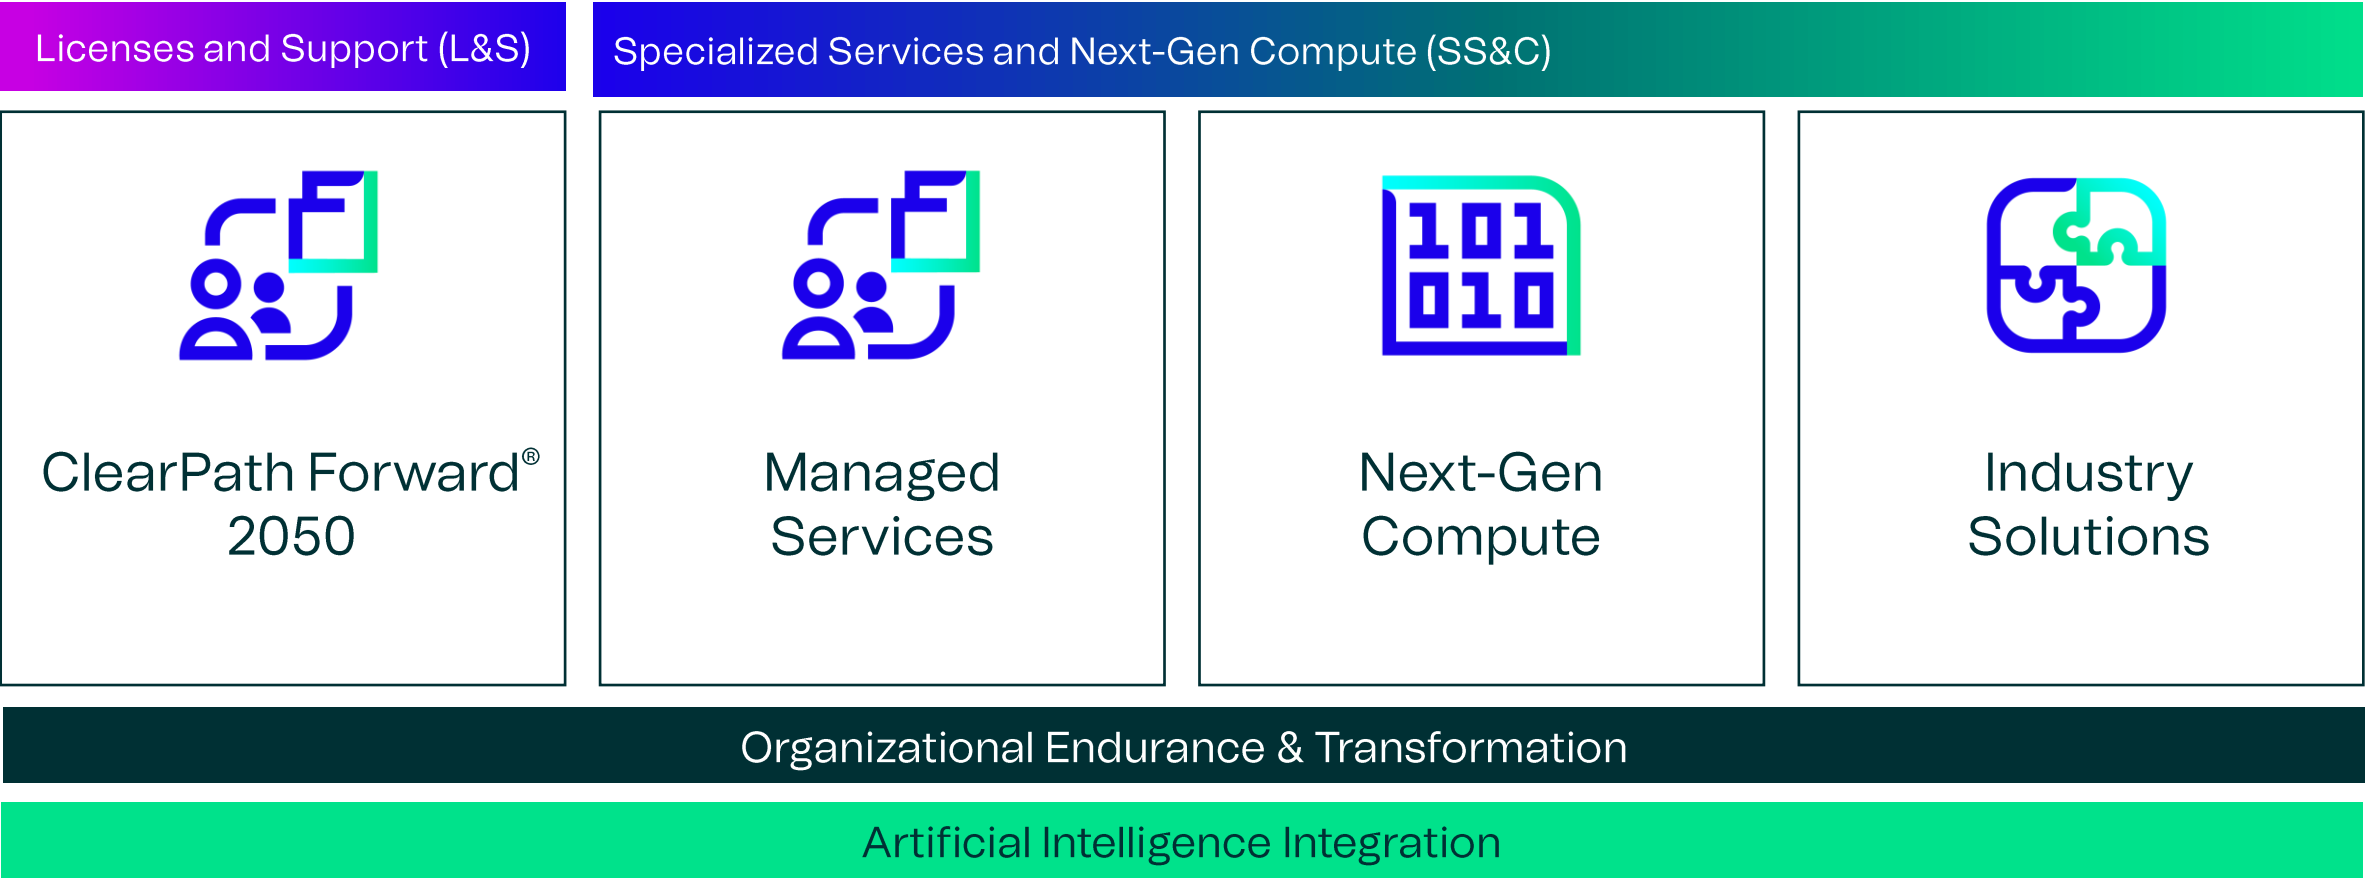 Licenses and Support (L&S)
Specialized Services and Next-Gen Compute (SS&C)
ClearPath Forward®
2050
Managed
Services
101
010
Next-Gen
Compute
Industry
Solutions
Organizational Endurance & Transformation
Artificial Intelligence Integration